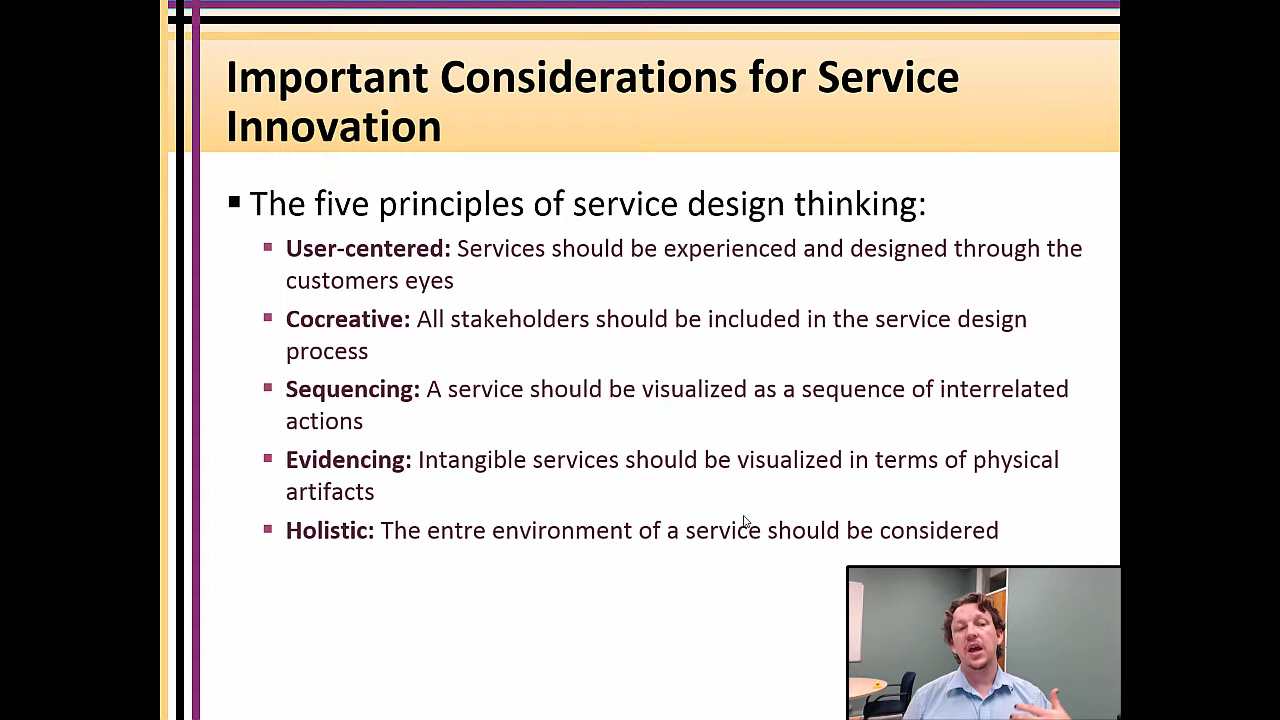 Important Considerations for Service
Innovation
▪ The five principles of service design thinking:
▪ User-centered: Services should be experienced and designed through the
customers eyes
▪ Cocreative: All stakeholders should be included in the service design
process
▪ Sequencing: A service should be visualized as a sequence of interrelated
actions
▪ Evidencing: Intangible services should be visualized in terms of physical
artifacts
▪ Holistic: The entre environment of a service should be considered